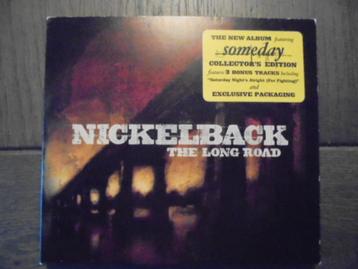 THE NEW ALBUM featuring
someday
COLLECTOR'S EDITION
features 3 BONUS TRACKS including
"Saturday Night's Alright (For Fighting)"
and
EXCLUSIVE PACKAGING
NICKELBACK
THE LONG ROAD